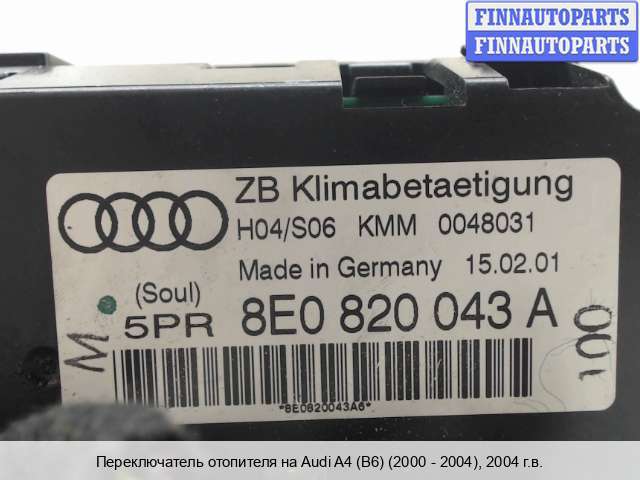 FINNAUTOPARTS
FINNAUTOPARTS
ZB Klimabetaetigung
H04/S06 KMM 0048031
Made in Germany 15.02.01
(Soul)
5PR 8E0 820 043 A
M
100
*8E0820043A6*
Переключатель отопителя на Audi A4 (B6) (2000 - 2004), 2004 г.в.